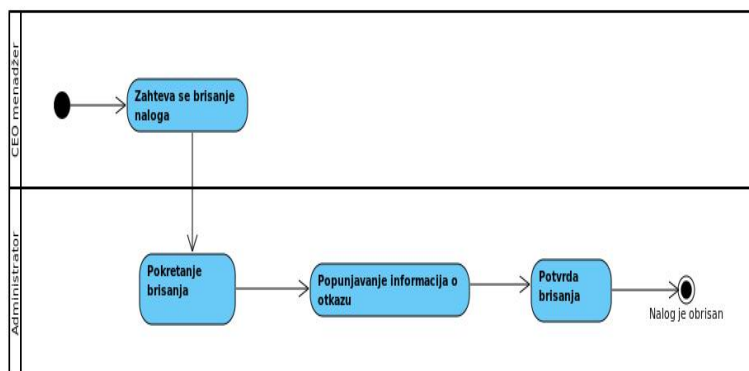 CEO menadžer
Zahteva se brisanje
naloga
Administrator
Pokretanje
brisanja
Popunjavanje informacija o
otkazu
Potvrda
brisanja
Nalog je obrisan